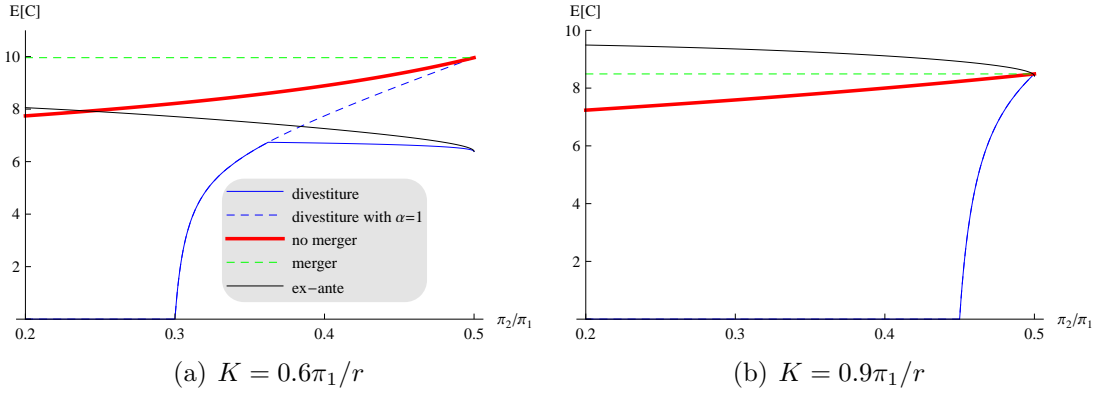 E[C]
10
8
6
4
2
0.2
0.3
0.4
0.5
π₂/π₁
divestiture
divestiture with α=1
no merger
merger
ex−ante
(a) K = 0.6π₁/r
E[C]
10
8
6
4
2
0.2
0.3
0.4
0.5
π₂/π₁
(b) K = 0.9π₁/r